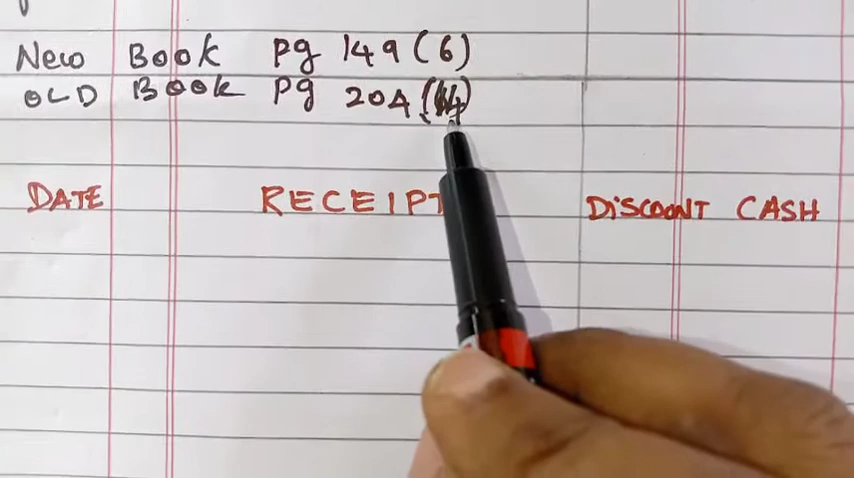 New Book pg 149 (6)
OLD Book pg 204
DATE RECEIPT DISCOUNT CASH